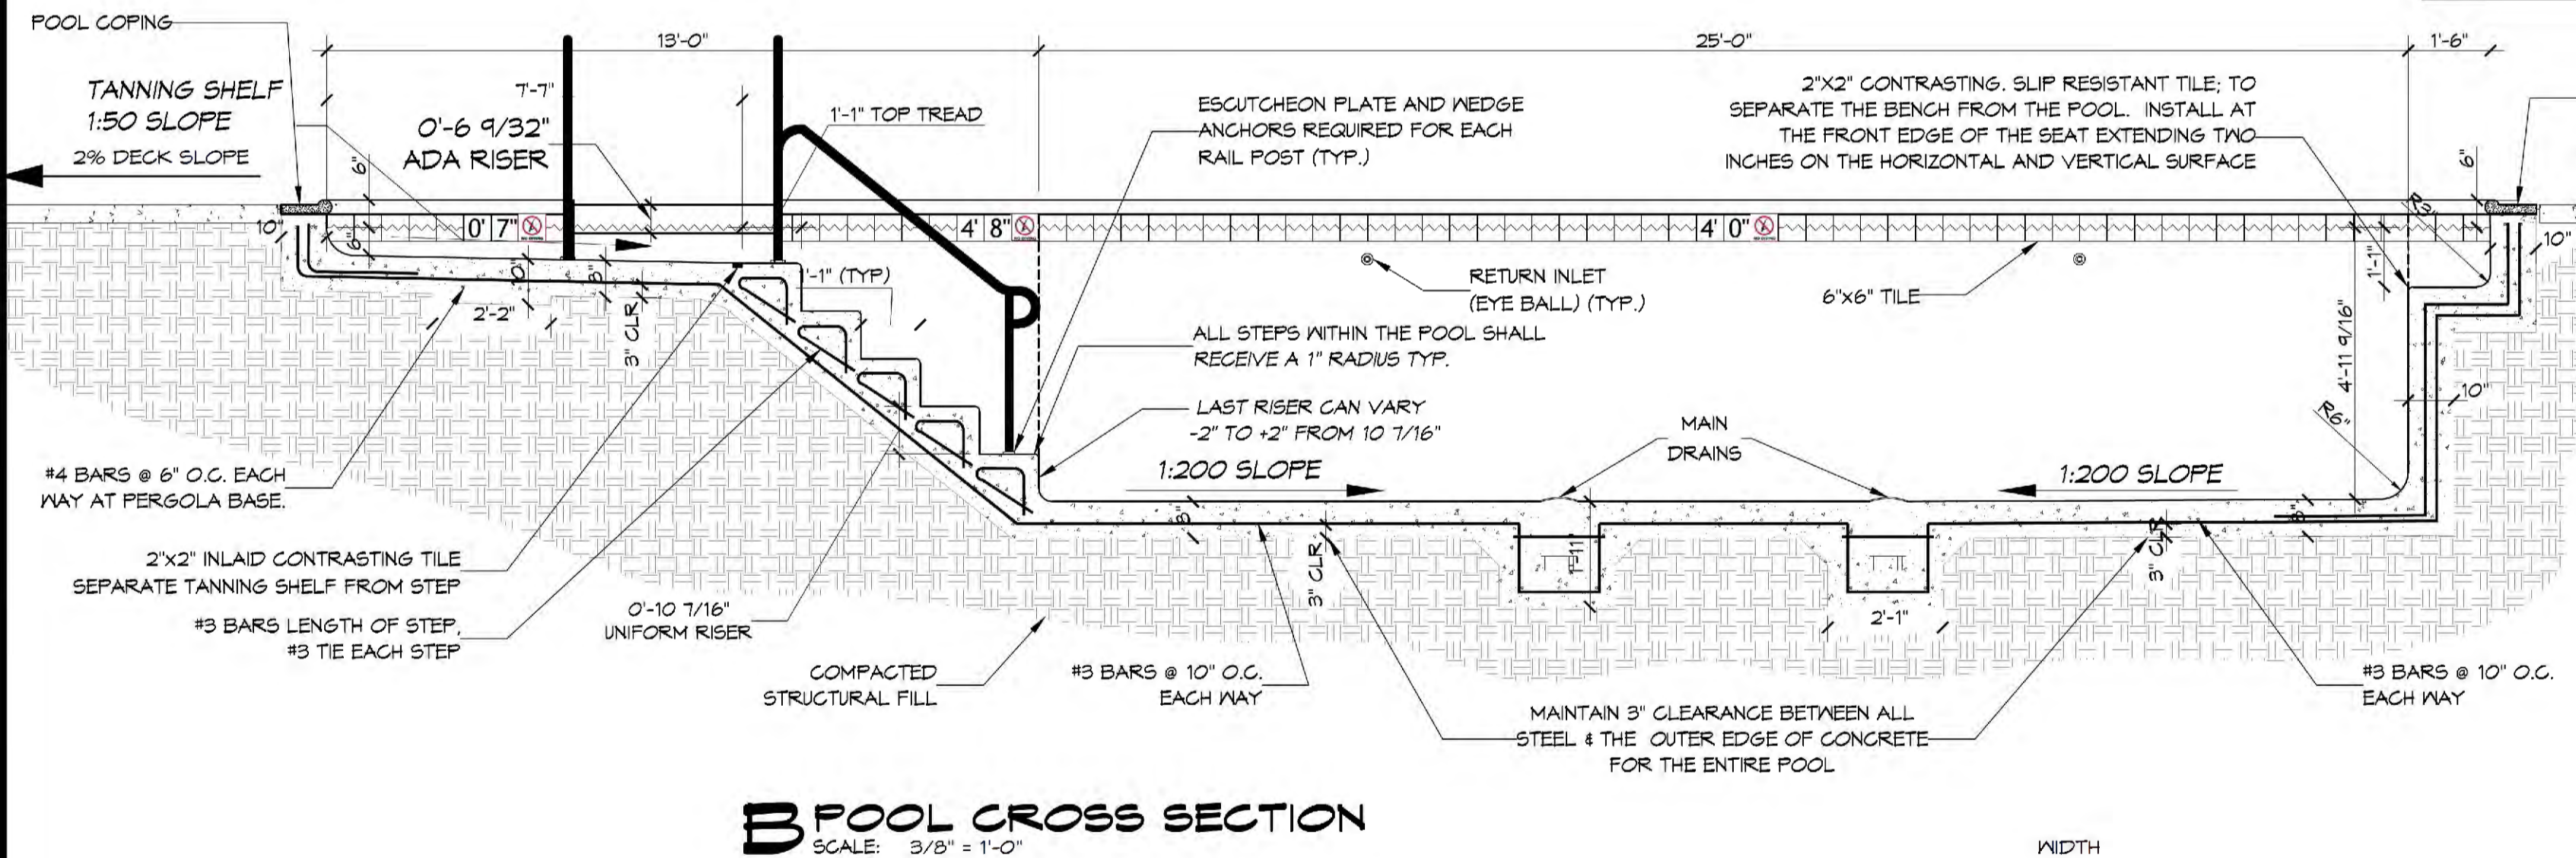 POOL COPING
13'-0"
25'-0"
1'-6"
TANNING SHELF
1:50 SLOPE
2% DECK SLOPE
7'-7"
0'-6 9/32"
ADA RISER
1'-1" TOP TREAD
ESCUTCHEON PLATE AND WEDGE
ANCHORS REQUIRED FOR EACH
RAIL POST (TYP.)
2"X2" CONTRASTING. SLIP RESISTANT TILE; TO
SEPARATE THE BENCH FROM THE POOL. INSTALL AT
THE FRONT EDGE OF THE SEAT EXTENDING TWO
INCHES ON THE HORIZONTAL AND VERTICAL SURFACE
6"
6"
10"
6"
0' 7"
4' 8"
4' 0"
R3"
10"
10"
8"
3" CLR
2'-2"
1'-1" (TYP)
RETURN INLET
(EYE BALL) (TYP.)
6"x6" TILE
1'-1"
4'-11 9/16"
ALL STEPS WITHIN THE POOL SHALL
RECEIVE A 1" RADIUS TYP.
LAST RISER CAN VARY
-2" TO +2" FROM 10 7/16"
MAIN
DRAINS
10"
R6"
1:200 SLOPE
1:200 SLOPE
#4 BARS @ 6" O.C. EACH
WAY AT PERGOLA BASE.
8"
3" CLR
1'-11"
8"
3" CLR
2'-1"
2"X2" INLAID CONTRASTING TILE
SEPARATE TANNING SHELF FROM STEP
#3 BARS LENGTH OF STEP,
#3 TIE EACH STEP
0'-10 7/16"
UNIFORM RISER
COMPACTED
STRUCTURAL FILL
#3 BARS @ 10" O.C.
EACH WAY
#3 BARS @ 10" O.C.
EACH WAY
MAINTAIN 3" CLEARANCE BETWEEN ALL
STEEL & THE OUTER EDGE OF CONCRETE
FOR THE ENTIRE POOL
B POOL CROSS SECTION
SCALE: 3/8" = 1'-0"
WIDTH